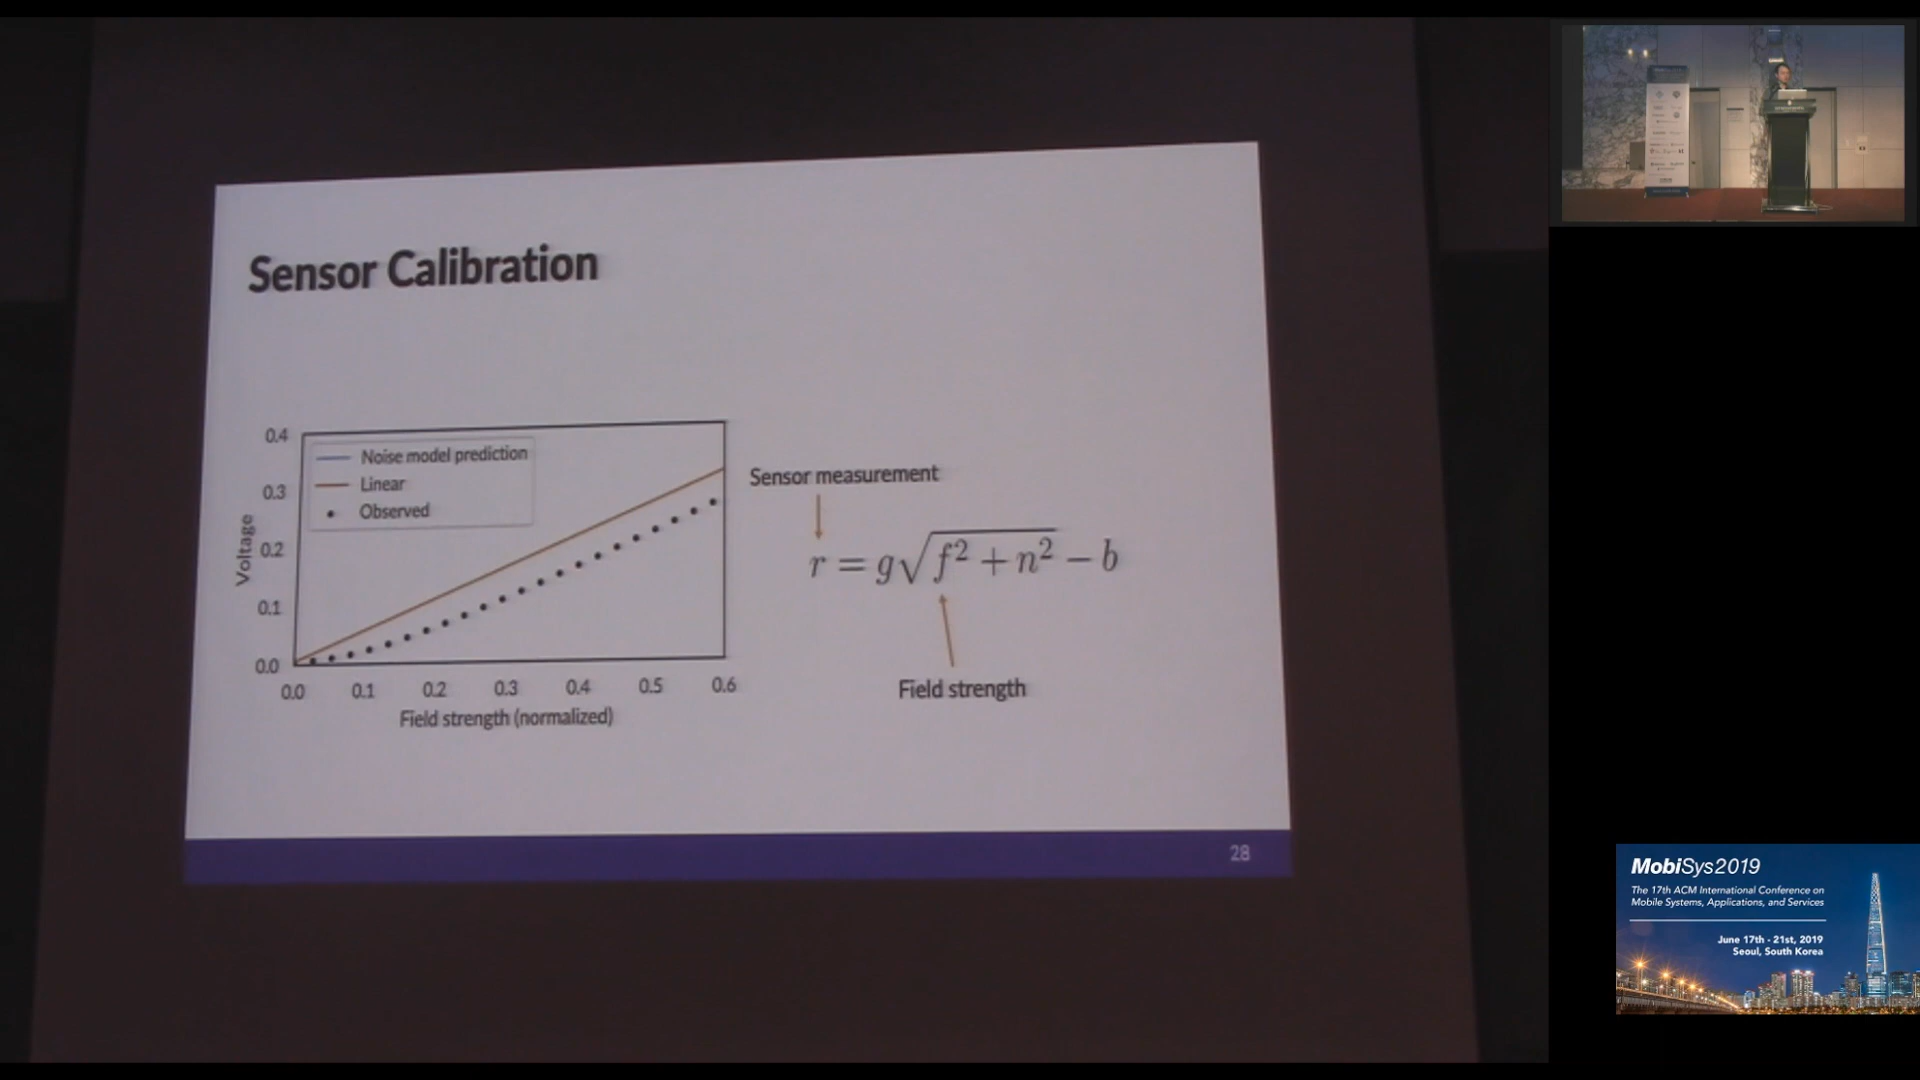 Sensor Calibration
0.4
0.3
0.2
0.1
0.0
Voltage
Noise model prediction
Linear
Observed
0.0 0.1 0.2 0.3 0.4 0.5 0.6
Field strength (normalized)
Sensor measurement
r = g√f² + n² − b
Field strength
28
MobiSys2019
The 17th ACM International Conference on
Mobile Systems, Applications, and Services
June 17th - 21st, 2019
Seoul, South Korea